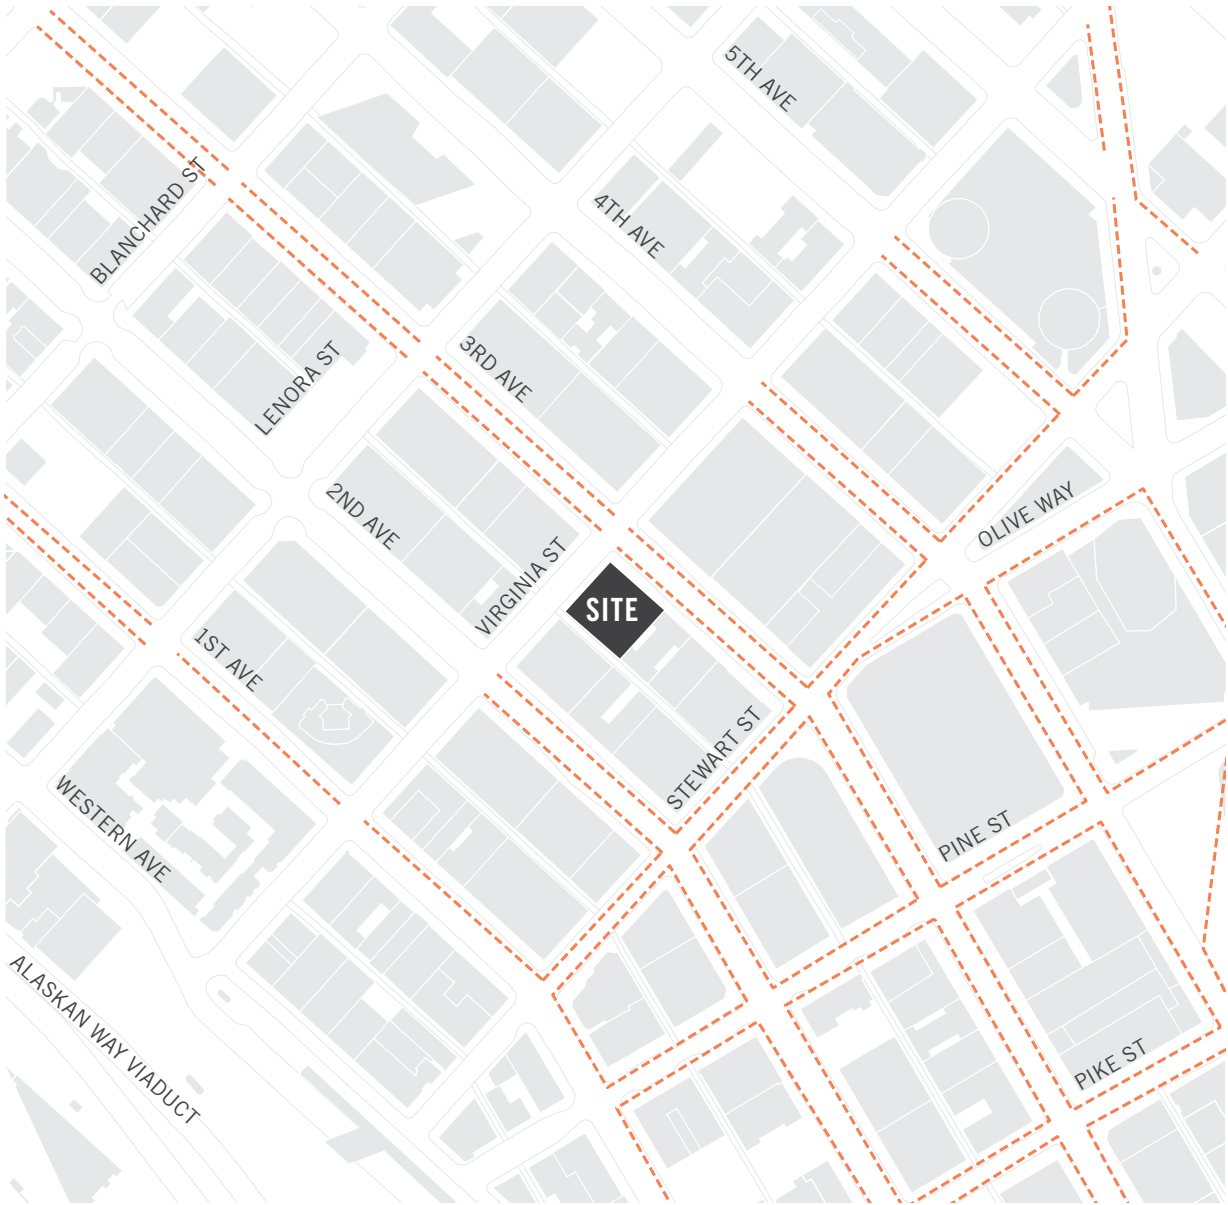 5TH AVE
BLANCHARD ST
4TH AVE
LENORA ST
3RD AVE
2ND AVE
OLIVE WAY
VIRGINIA ST
SITE
1ST AVE
STEWART ST
WESTERN AVE
PINE ST
ALASKAN WAY VIADUCT
PIKE ST